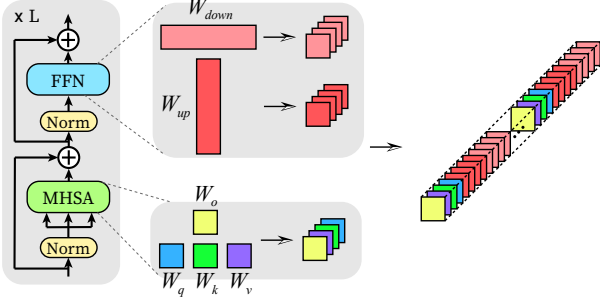 x L
FFN
Norm
MHSA
Norm
W_down
W_up
W_o
W_q W_k W_v